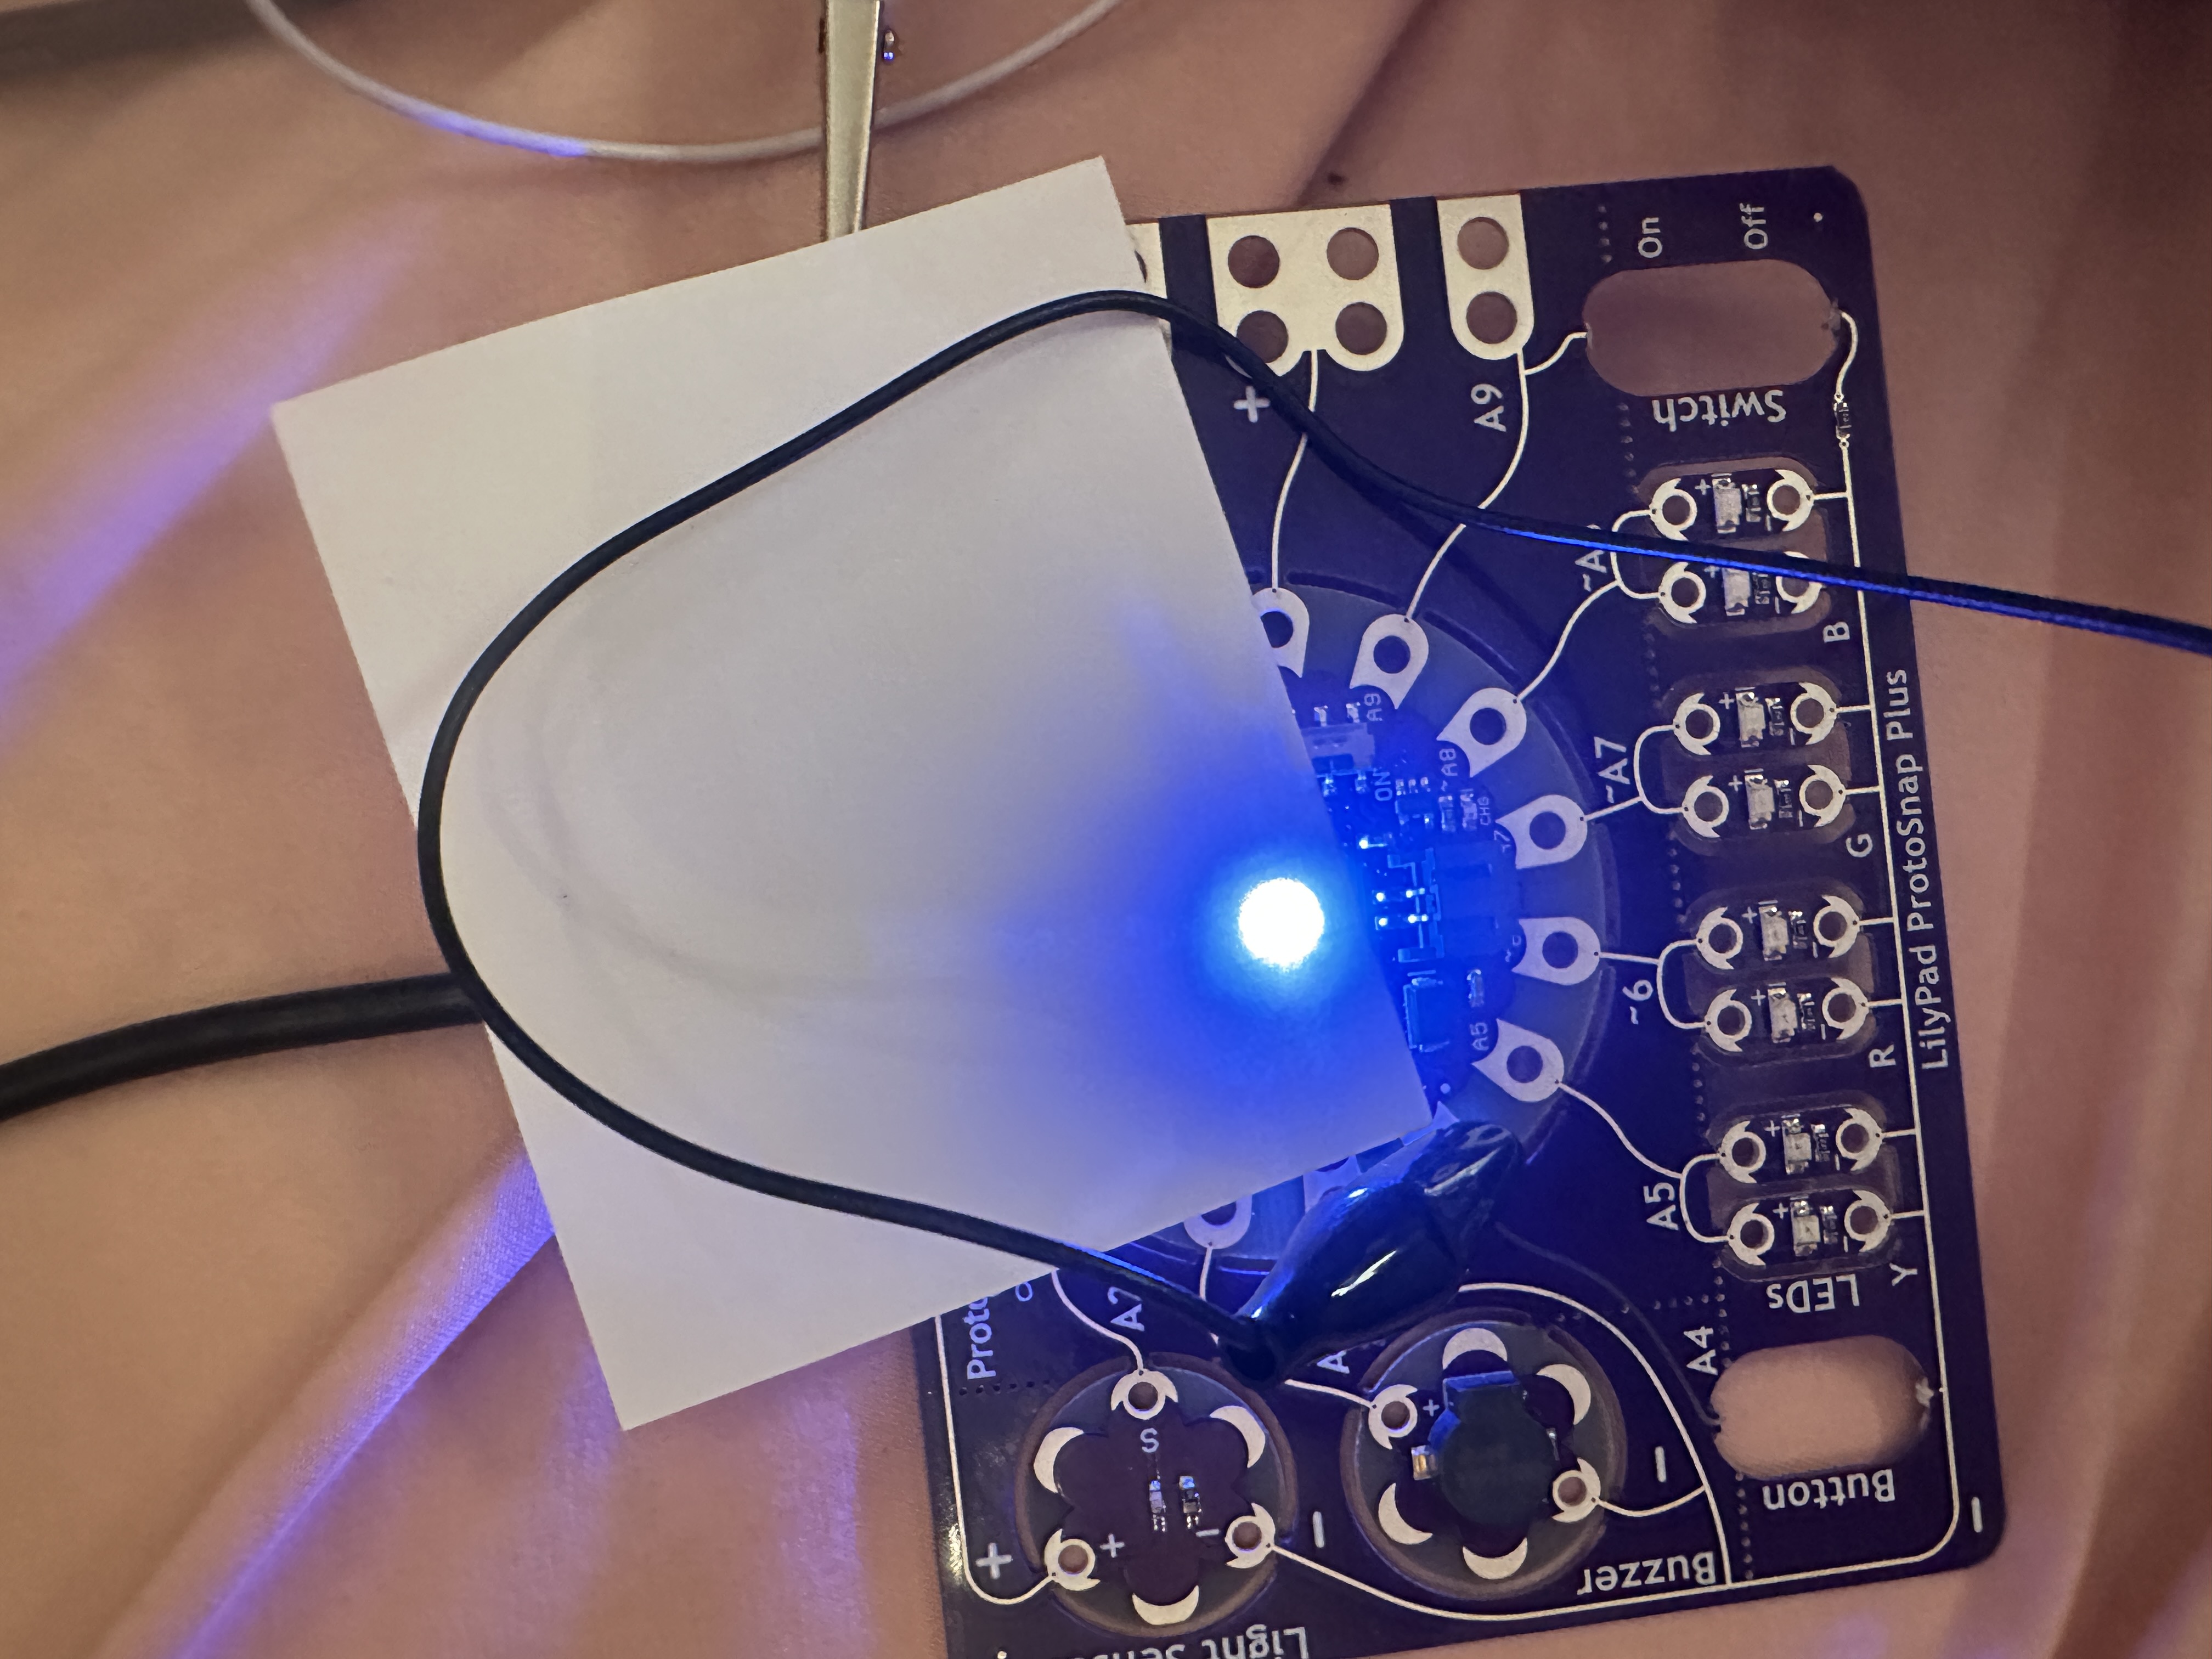 +
Proto
A2
+
S
−
Light Sens
−
+
+
A9
ON
~A8
A5
CHG
A9
Buzzer
−
~A7
~6
A5
A4
On
Switch
Off
Button
LEDs
+
+
+
+
+
+
+
Y
R
G
B
LilyPad ProtoSnap Plus
−